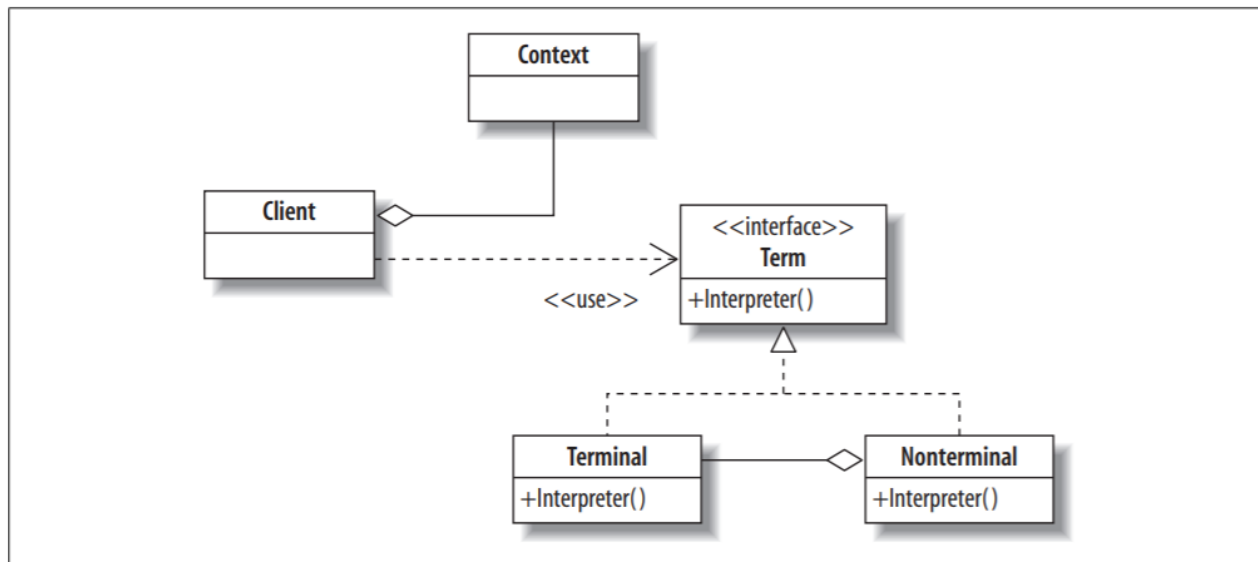 Context
Client
<<interface>>
Term
<<use>>
+Interpreter()
Terminal
Nonterminal
+Interpreter()
+Interpreter()